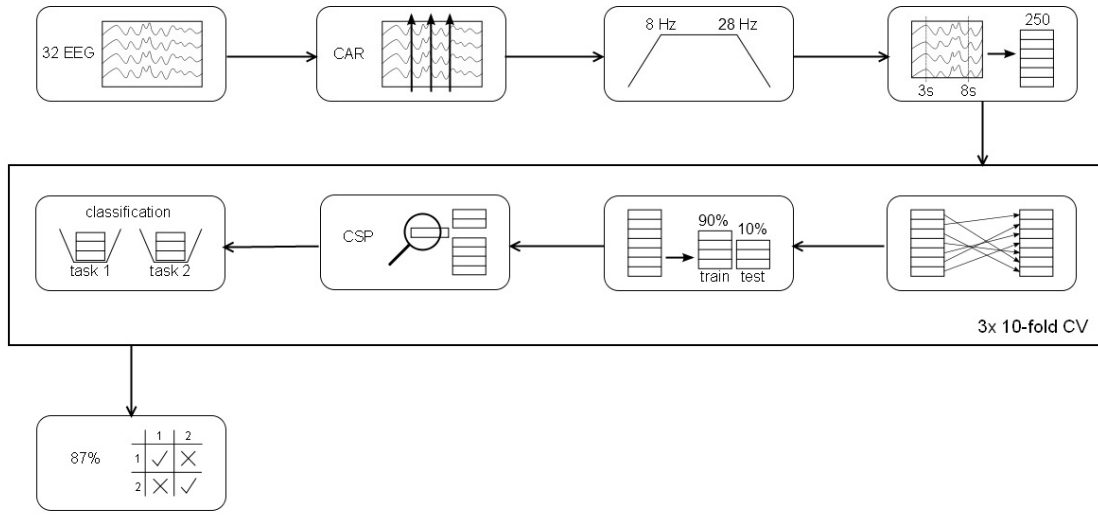 32 EEG
CAR
8 Hz 28 Hz
250
3s 8s
classification
task 1 task 2
CSP
90% 10%
train test
3x 10-fold CV
87%
1 2
1
2